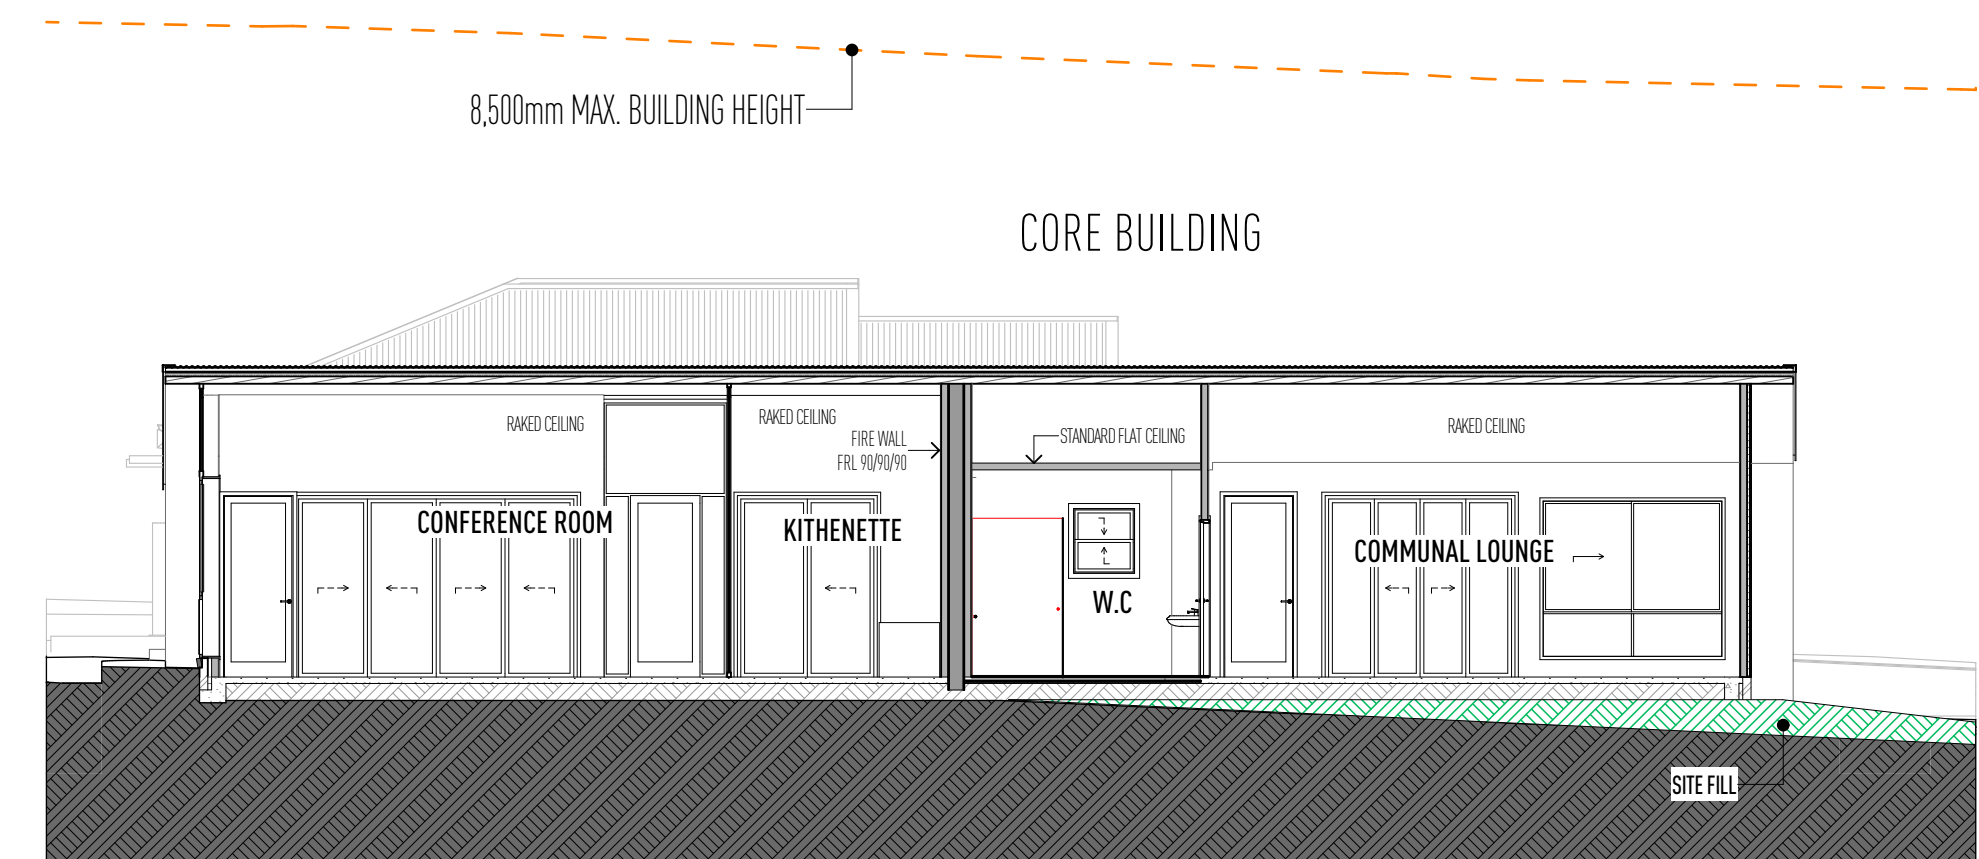 8,500mm MAX. BUILDING HEIGHT
CORE BUILDING
RAKED CEILING
RAKED CEILING
FIRE WALL
FRL 90/90/90
STANDARD FLAT CEILING
RAKED CEILING
CONFERENCE ROOM
KITHENETTE
W.C
COMMUNAL LOUNGE
SITE FILL